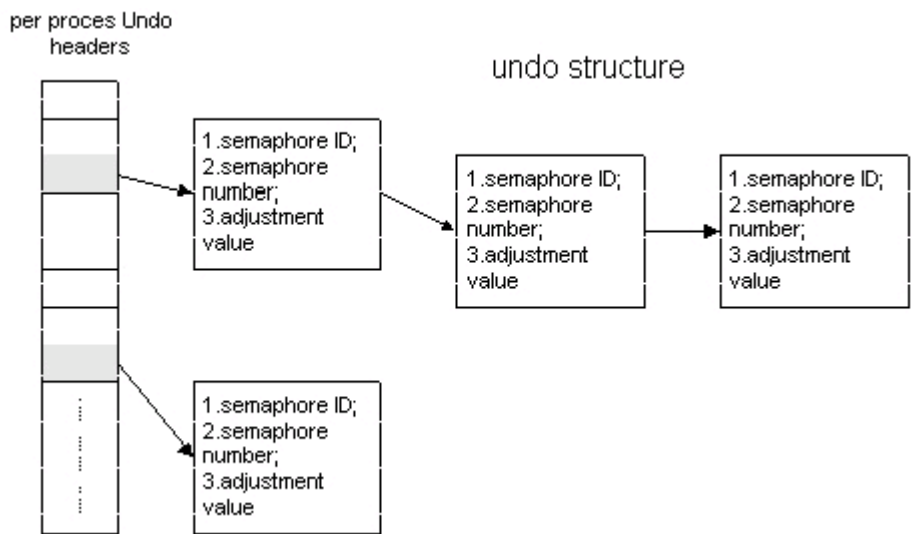 per proces Undo
headers
undo structure
1.semaphore ID;
2.semaphore
number;
3.adjustment
value
1.semaphore ID;
2.semaphore
number;
3.adjustment
value
1.semaphore ID;
2.semaphore
number;
3.adjustment
value
1.semaphore ID;
2.semaphore
number;
3.adjustment
value